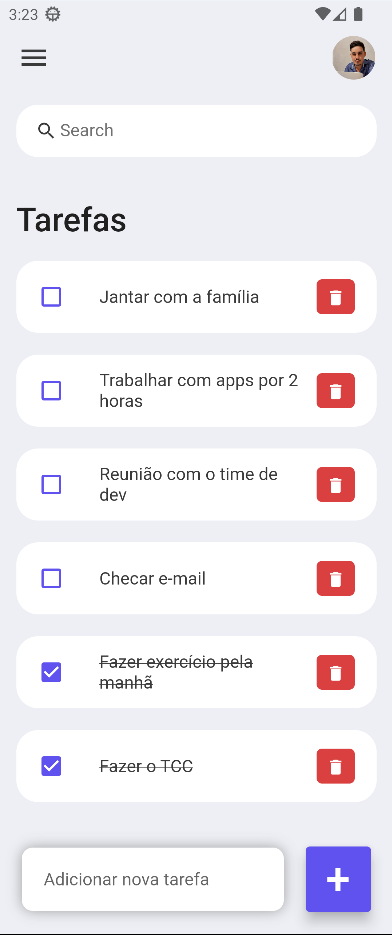 3:23
Search
Tarefas
Jantar com a família
Trabalhar com apps por 2
horas
Reunião com o time de
dev
Checar e-mail
Fazer exercício pela
manhã
Fazer o TCC
Adicionar nova tarefa